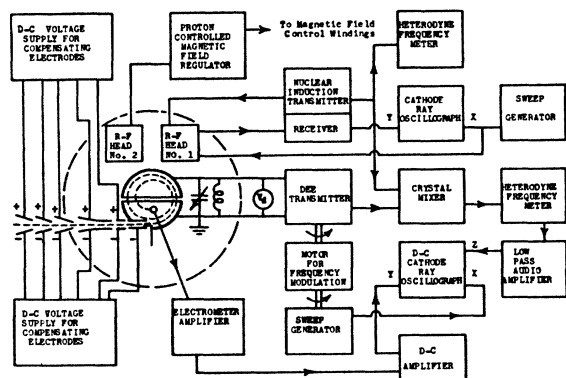 D-C VOLTAGE
SUPPLY FOR
COMPENSATING
ELECTRODES
PROTON
CONTROLLED
MAGNETIC
FIELD
REGULATOR
To Magnetic Field
Control Windings
HETERODYNE
FREQUENCY
METER
NUCLEAR
INDUCTION
TRANSMITTER
RECEIVER
Y
CATHODE
RAY
OSCILLOGRAPH
X
SWEEP
GENERATOR
R-F
HEAD
No. 2
R-F
HEAD
No. 1
DEE
TRANSMITTER
CRYSTAL
MIXER
HETERODYNE
FREQUENCY
METER
+ + + + + +
- - - - - -
MOTOR
FOR
FREQUENCY
MODULATION
Y
D-C
CATHODE
RAY
OSCILLOGRAPH
Z
X
LOW
PASS
AUDIO
AMPLIFIER
D-C VOLTAGE
SUPPLY FOR
COMPENSATING
ELECTRODES
ELECTROMETER
AMPLIFIER
SWEEP
GENERATOR
D-C
AMPLIFIER